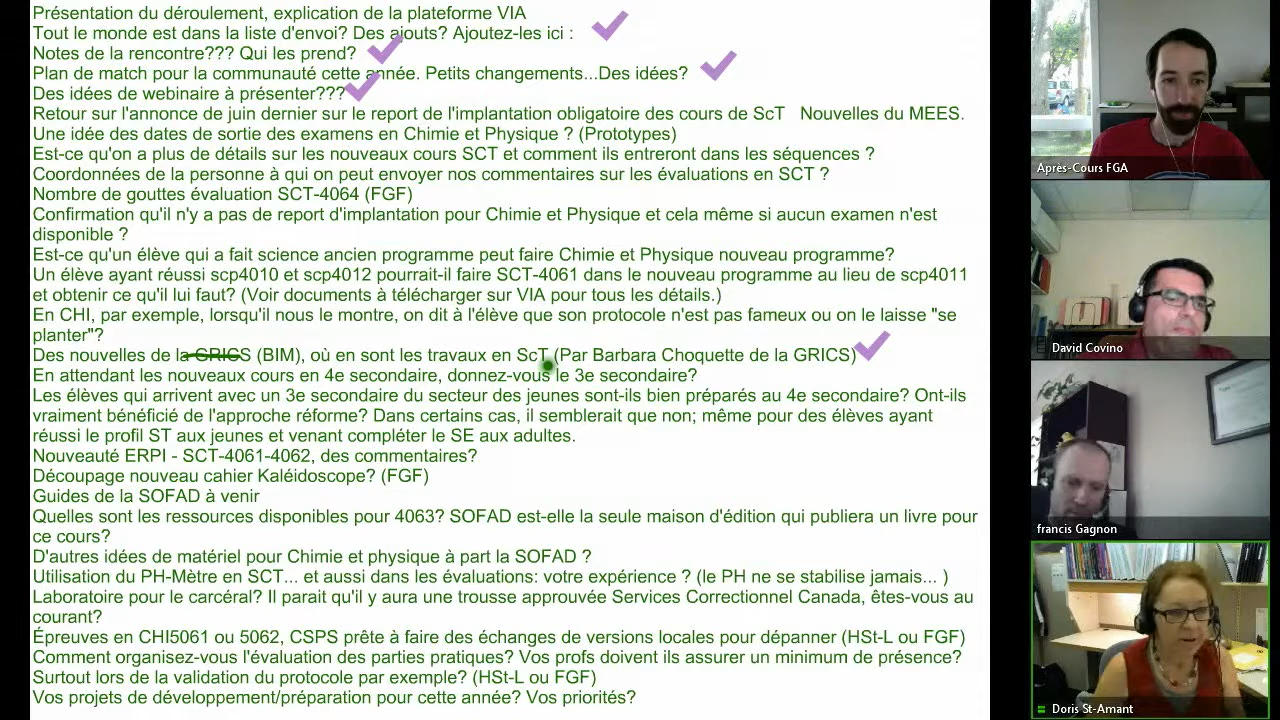 Présentation du déroulement, explication de la plateforme VIA
Tout le monde est dans la liste d'envoi? Des ajouts? Ajoutez-les ici :
Notes de la rencontre??? Qui les prend?
Plan de match pour la communauté cette année. Petits changements...Des idées?
Des idées de webinaire à présenter???
Retour sur l'annonce de juin dernier sur le report de l'implantation obligatoire des cours de ScT Nouvelles du MEES.
Une idée des dates de sortie des examens en Chimie et Physique ? (Prototypes)
Est-ce qu'on a plus de détails sur les nouveaux cours SCT et comment ils entreront dans les séquences ?
Coordonnées de la personne à qui on peut envoyer nos commentaires sur les évaluations en SCT ?
Nombre de gouttes évaluation SCT-4064 (FGF)
Confirmation qu'il n'y a pas de report d'implantation pour Chimie et Physique et cela même si aucun examen n'est
disponible ?
Est-ce qu'un élève qui a fait science ancien programme peut faire Chimie et Physique nouveau programme?
Un élève ayant réussi scp4010 et scp4012 pourrait-il faire SCT-4061 dans le nouveau programme au lieu de scp4011
et obtenir ce qu'il lui faut? (Voir documents à télécharger sur VIA pour tous les détails.)
En CHI, par exemple, lorsqu'il nous le montre, on dit à l'élève que son protocole n'est pas fameux ou on le laisse "se
planter"?
Des nouvelles de la GRICS (BIM), où en sont les travaux en ScT (Par Barbara Choquette de la GRICS)
En attendant les nouveaux cours en 4e secondaire, donnez-vous le 3e secondaire?
Les élèves qui arrivent avec un 3e secondaire du secteur des jeunes sont-ils bien préparés au 4e secondaire? Ont-ils
vraiment bénéficié de l'approche réforme? Dans certains cas, il semblerait que non; même pour des élèves ayant
réussi le profil ST aux jeunes et venant compléter le SE aux adultes.
Nouveauté ERPI - SCT-4061-4062, des commentaires?
Découpage nouveau cahier Kaléidoscope? (FGF)
Guides de la SOFAD à venir
Quelles sont les ressources disponibles pour 4063? SOFAD est-elle la seule maison d'édition qui publiera un livre pour
ce cours?
D'autres idées de matériel pour Chimie et physique à part la SOFAD ?
Utilisation du PH-Mètre en SCT... et aussi dans les évaluations: votre expérience ? (le PH ne se stabilise jamais... )
Laboratoire pour le carcéral? Il parait qu'il y aura une trousse approuvée Services Correctionnel Canada, êtes-vous au
courant?
Épreuves en CHI5061 ou 5062, CSPS prête à faire des échanges de versions locales pour dépanner (HSt-L ou FGF)
Comment organisez-vous l'évaluation des parties pratiques? Vos profs doivent ils assurer un minimum de présence?
Surtout lors de la validation du protocole par exemple? (HSt-L ou FGF)
Vos projets de développement/préparation pour cette année? Vos priorités?
Après-Cours FGA
David Covino
francis Gagnon
Doris St-Amant